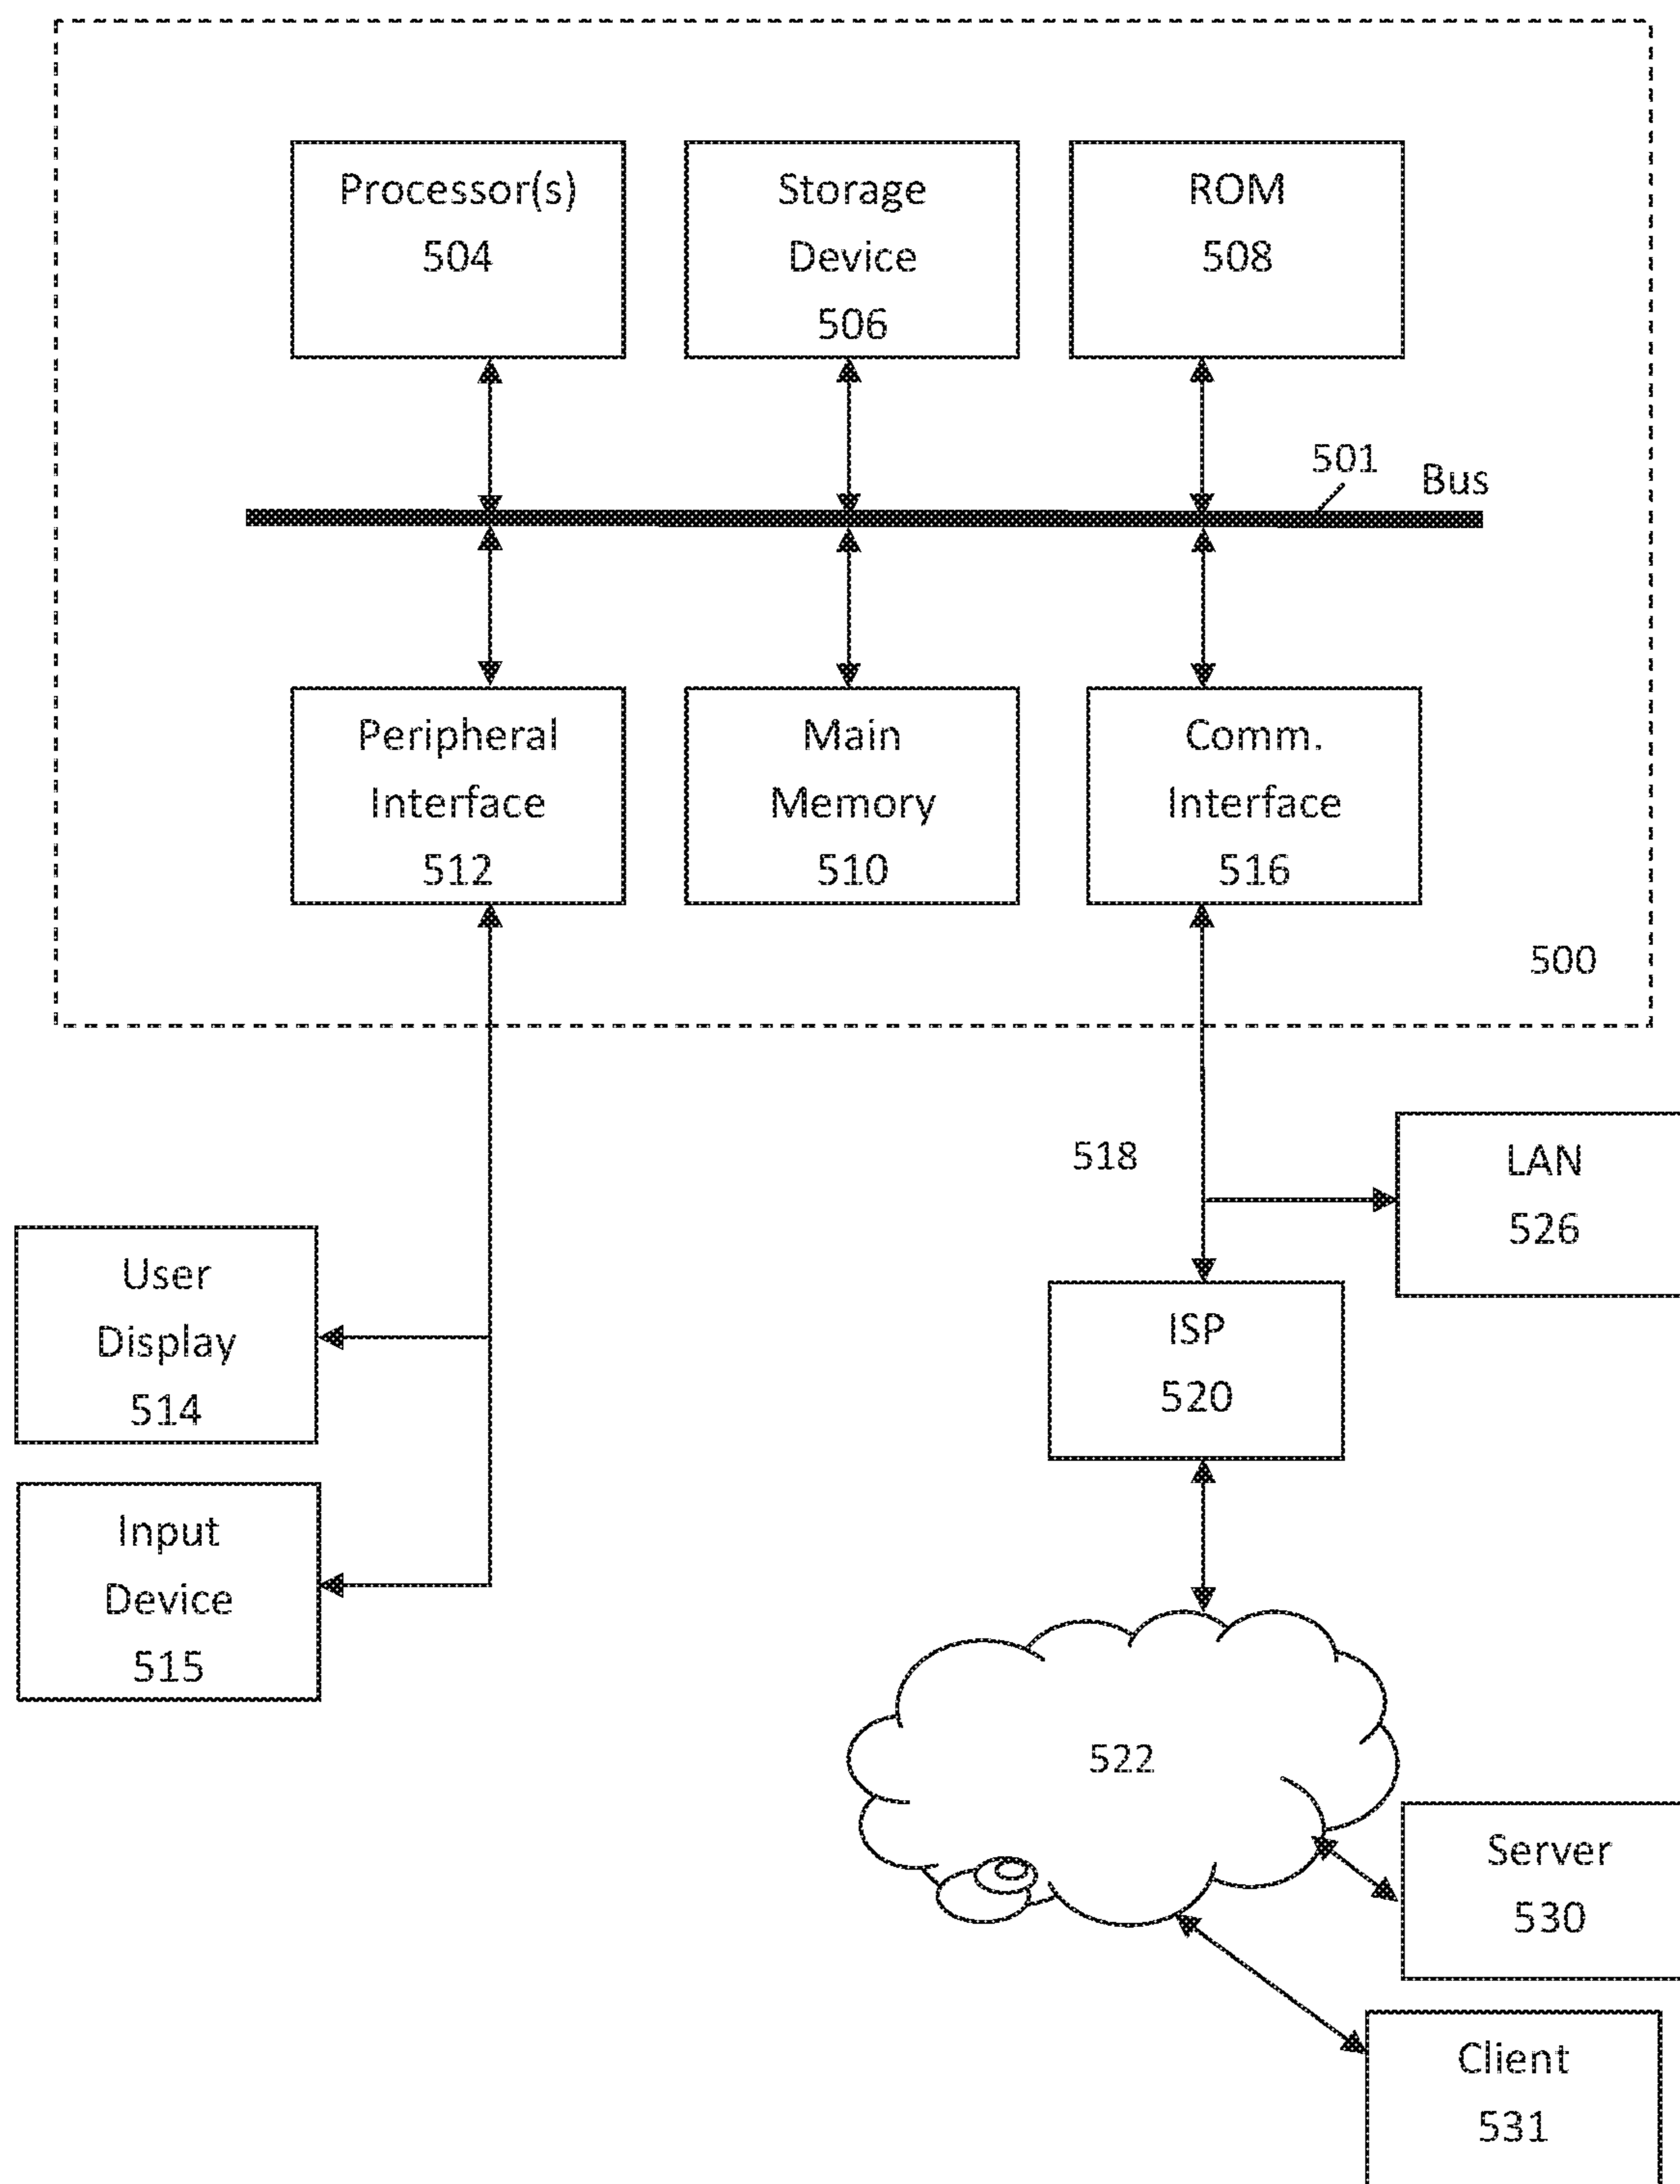 Processor(s)
504
Storage
Device
506
ROM
508
501
Bus
Peripheral
Interface
512
Main
Memory
510
Comm.
Interface
516
500
518
LAN
526
User
Display
514
ISP
520
Input
Device
515
522
Server
530
Client
531